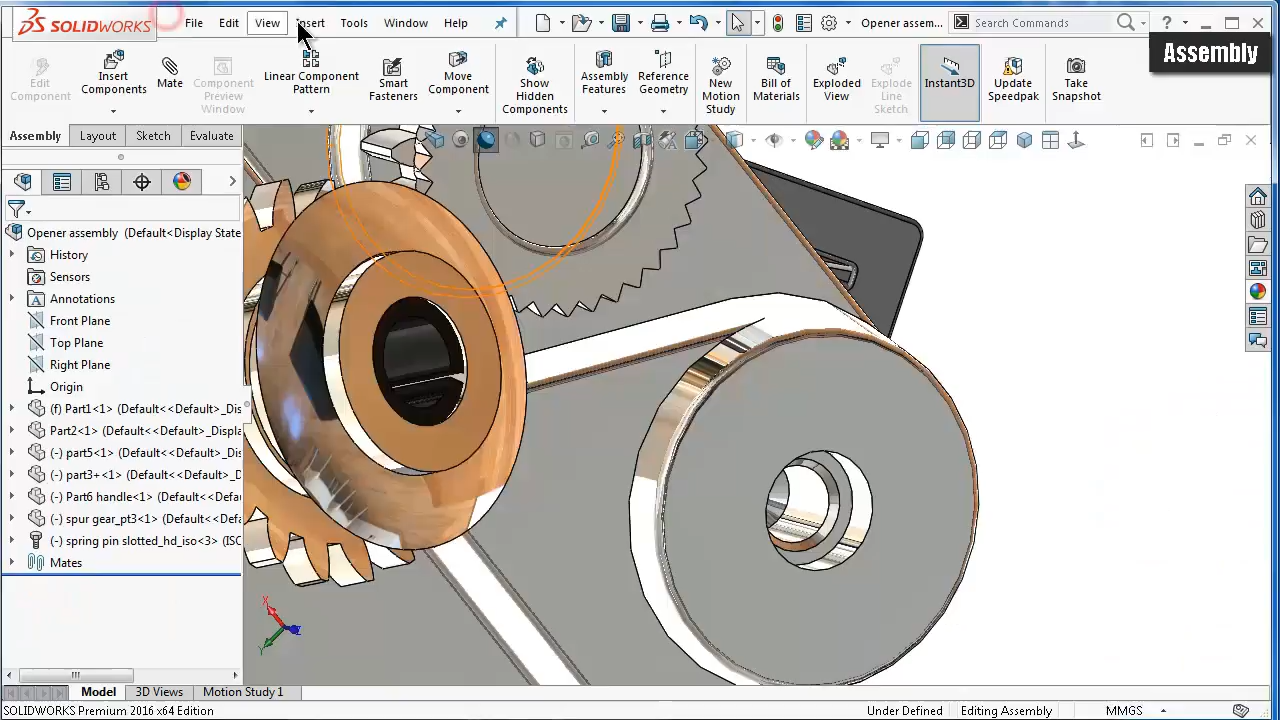 SOLIDWORKS File Edit View Insert Tools Window Help Opener assem... Search Commands ?
Assembly
Edit Component
Insert Components
Mate
Component Preview Window
Linear Component Pattern
Smart Fasteners
Move Component
Show Hidden Components
Assembly Features
Reference Geometry
New Motion Study
Bill of Materials
Exploded View
Explode Line Sketch
Instant3D
Update Speedpak
Take Snapshot
Assembly Layout Sketch Evaluate
Opener assembly (Default<Display State
History
Sensors
Annotations
Front Plane
Top Plane
Right Plane
Origin
(f) Part1<1> (Default<<Default>_Dis
Part2<1> (Default<<Default>_Displa
(-) part5<1> (Default<<Default>_Dis
(-) part3+<1> (Default<<Default>_D
(-) Part6 handle<1> (Default<<Defau
(-) spur gear_pt3<1> (Default<<Defa
(-) spring pin slotted_hd_iso<3> (ISO
Mates
X
Y
Z
Model 3D Views Motion Study 1
SOLIDWORKS Premium 2016 x64 Edition Under Defined Editing Assembly MMGS